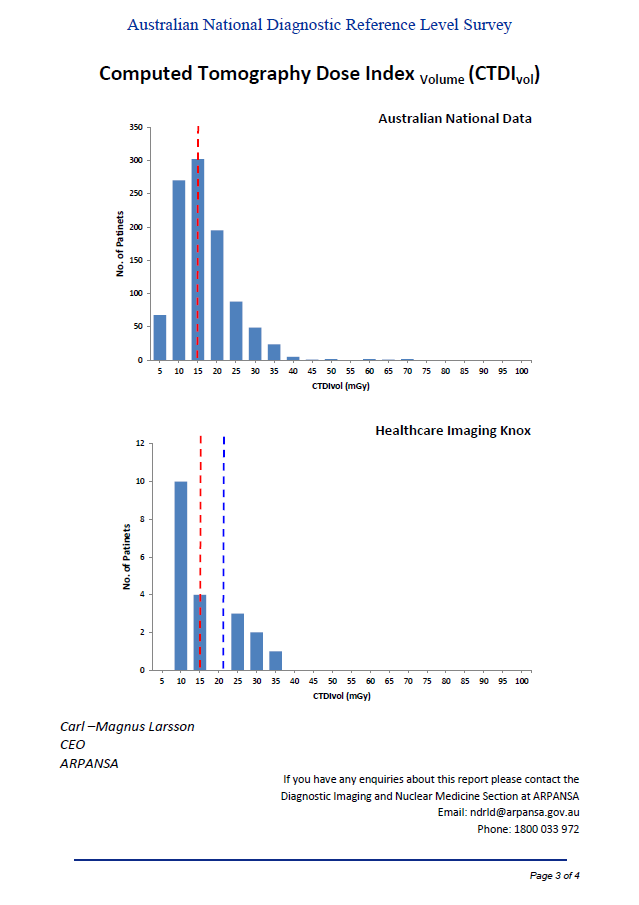 Australian National Diagnostic Reference Level Survey
Computed Tomography Dose Index Volume (CTDIvol)
Australian National Data
350
300
250
200
150
100
50
0
No. of Patinets
5 10 15 20 25 30 35 40 45 50 55 60 65 70 75 80 85 90 95 100
CTDIvol (mGy)
Healthcare Imaging Knox
12
10
8
6
4
2
0
No. of Patinets
5 10 15 20 25 30 35 40 45 50 55 60 65 70 75 80 85 90 95 100
CTDIvol (mGy)
Carl –Magnus Larsson
CEO
ARPANSA
If you have any enquiries about this report please contact the
Diagnostic Imaging and Nuclear Medicine Section at ARPANSA
Email: ndrld@arpansa.gov.au
Phone: 1800 033 972
Page 3 of 4